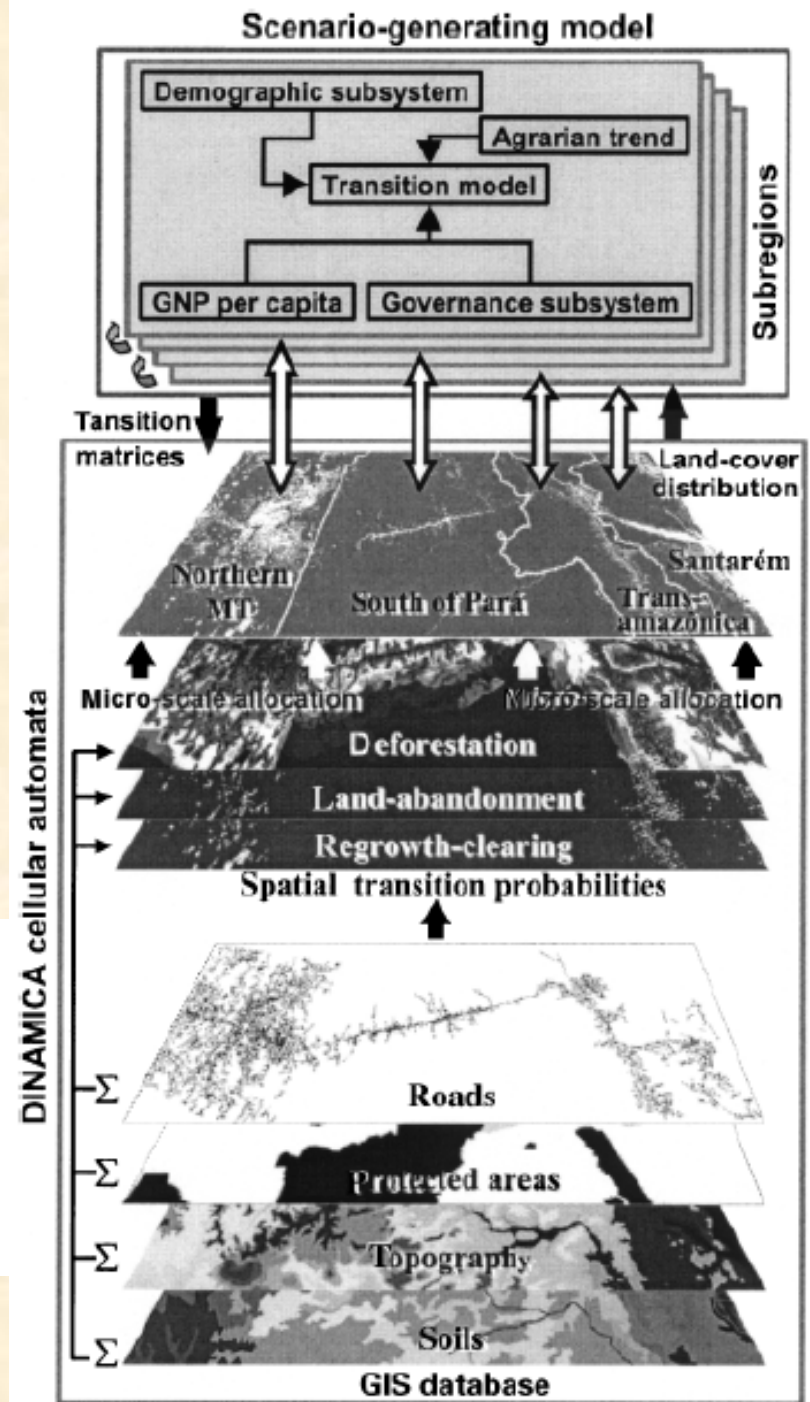 Scenario-generating model
Demographic subsystem
Agrarian trend
Transition model
GNP per capita
Governance subsystem
Subregions
Tansition
matrices
Land-cover
distribution
Northern
MT
South of Pará
Trans-
amazônica
Santarém
Micro-scale allocation
Micro-scale allocation
Deforestation
Land-abandonment
Regrowth-clearing
Spatial transition probabilities
DINAMICA cellular automata
Σ
Roads
Σ
Protected areas
Σ
Topography
Σ
Soils
GIS database